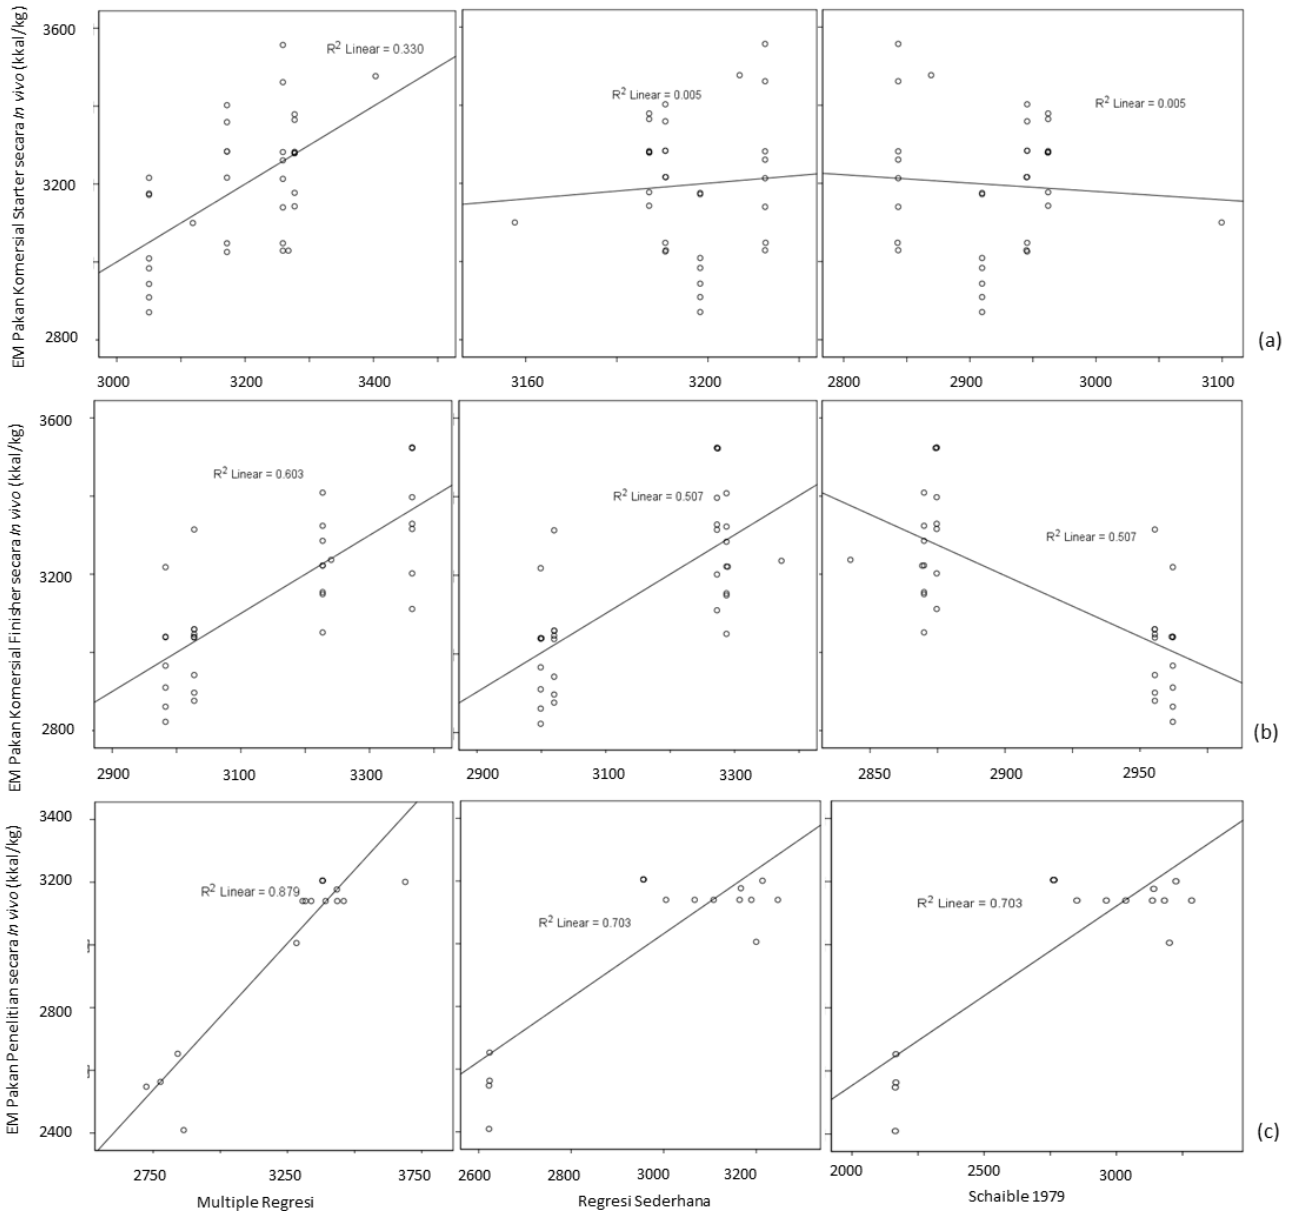 EM Pakan Komersial Starter secara In vivo (kkal/kg)
3600
3200
2800
R2 Linear = 0.330
R2 Linear = 0.005
R2 Linear = 0.005
(a)
3000 3200 3400
3160 3200
2800 2900 3000 3100
EM Pakan Komersial Finisher secara In vivo (kkal/kg)
3600
3200
2800
R2 Linear = 0.603
R2 Linear = 0.507
R2 Linear = 0.507
(b)
2900 3100 3300
2900 3100 3300
2850 2900 2950
EM Pakan Penelitian secara In vivo (kkal/kg)
3400
3200
2800
2400
R2 Linear = 0.879
R2 Linear = 0.703
R2 Linear = 0.703
(c)
2750 3250 3750
2600 2800 3000 3200
2000 2500 3000
Multiple Regresi
Regresi Sederhana
Schaible 1979